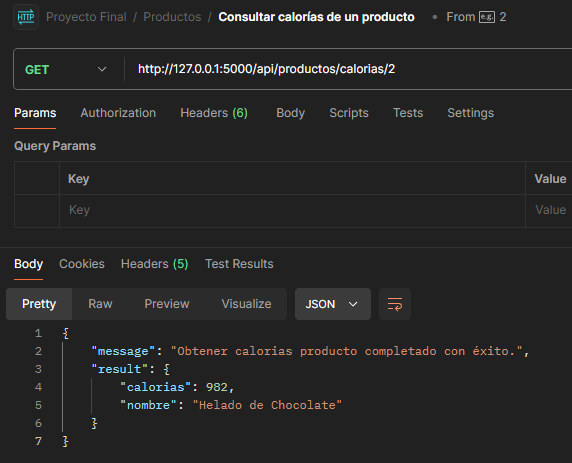 HTTP Proyecto Final / Productos / Consultar calorías de un producto • From e.g. 2
GET http://127.0.0.1:5000/api/productos/calorias/2
Params Authorization Headers (6) Body Scripts Tests Settings
Query Params
Key Value
Key Value
Body Cookies Headers (5) Test Results
Pretty Raw Preview Visualize JSON
1 {
2 "message": "Obtener calorias producto completado con éxito.",
3 "result": {
4 "calorias": 982,
5 "nombre": "Helado de Chocolate"
6 }
7 }